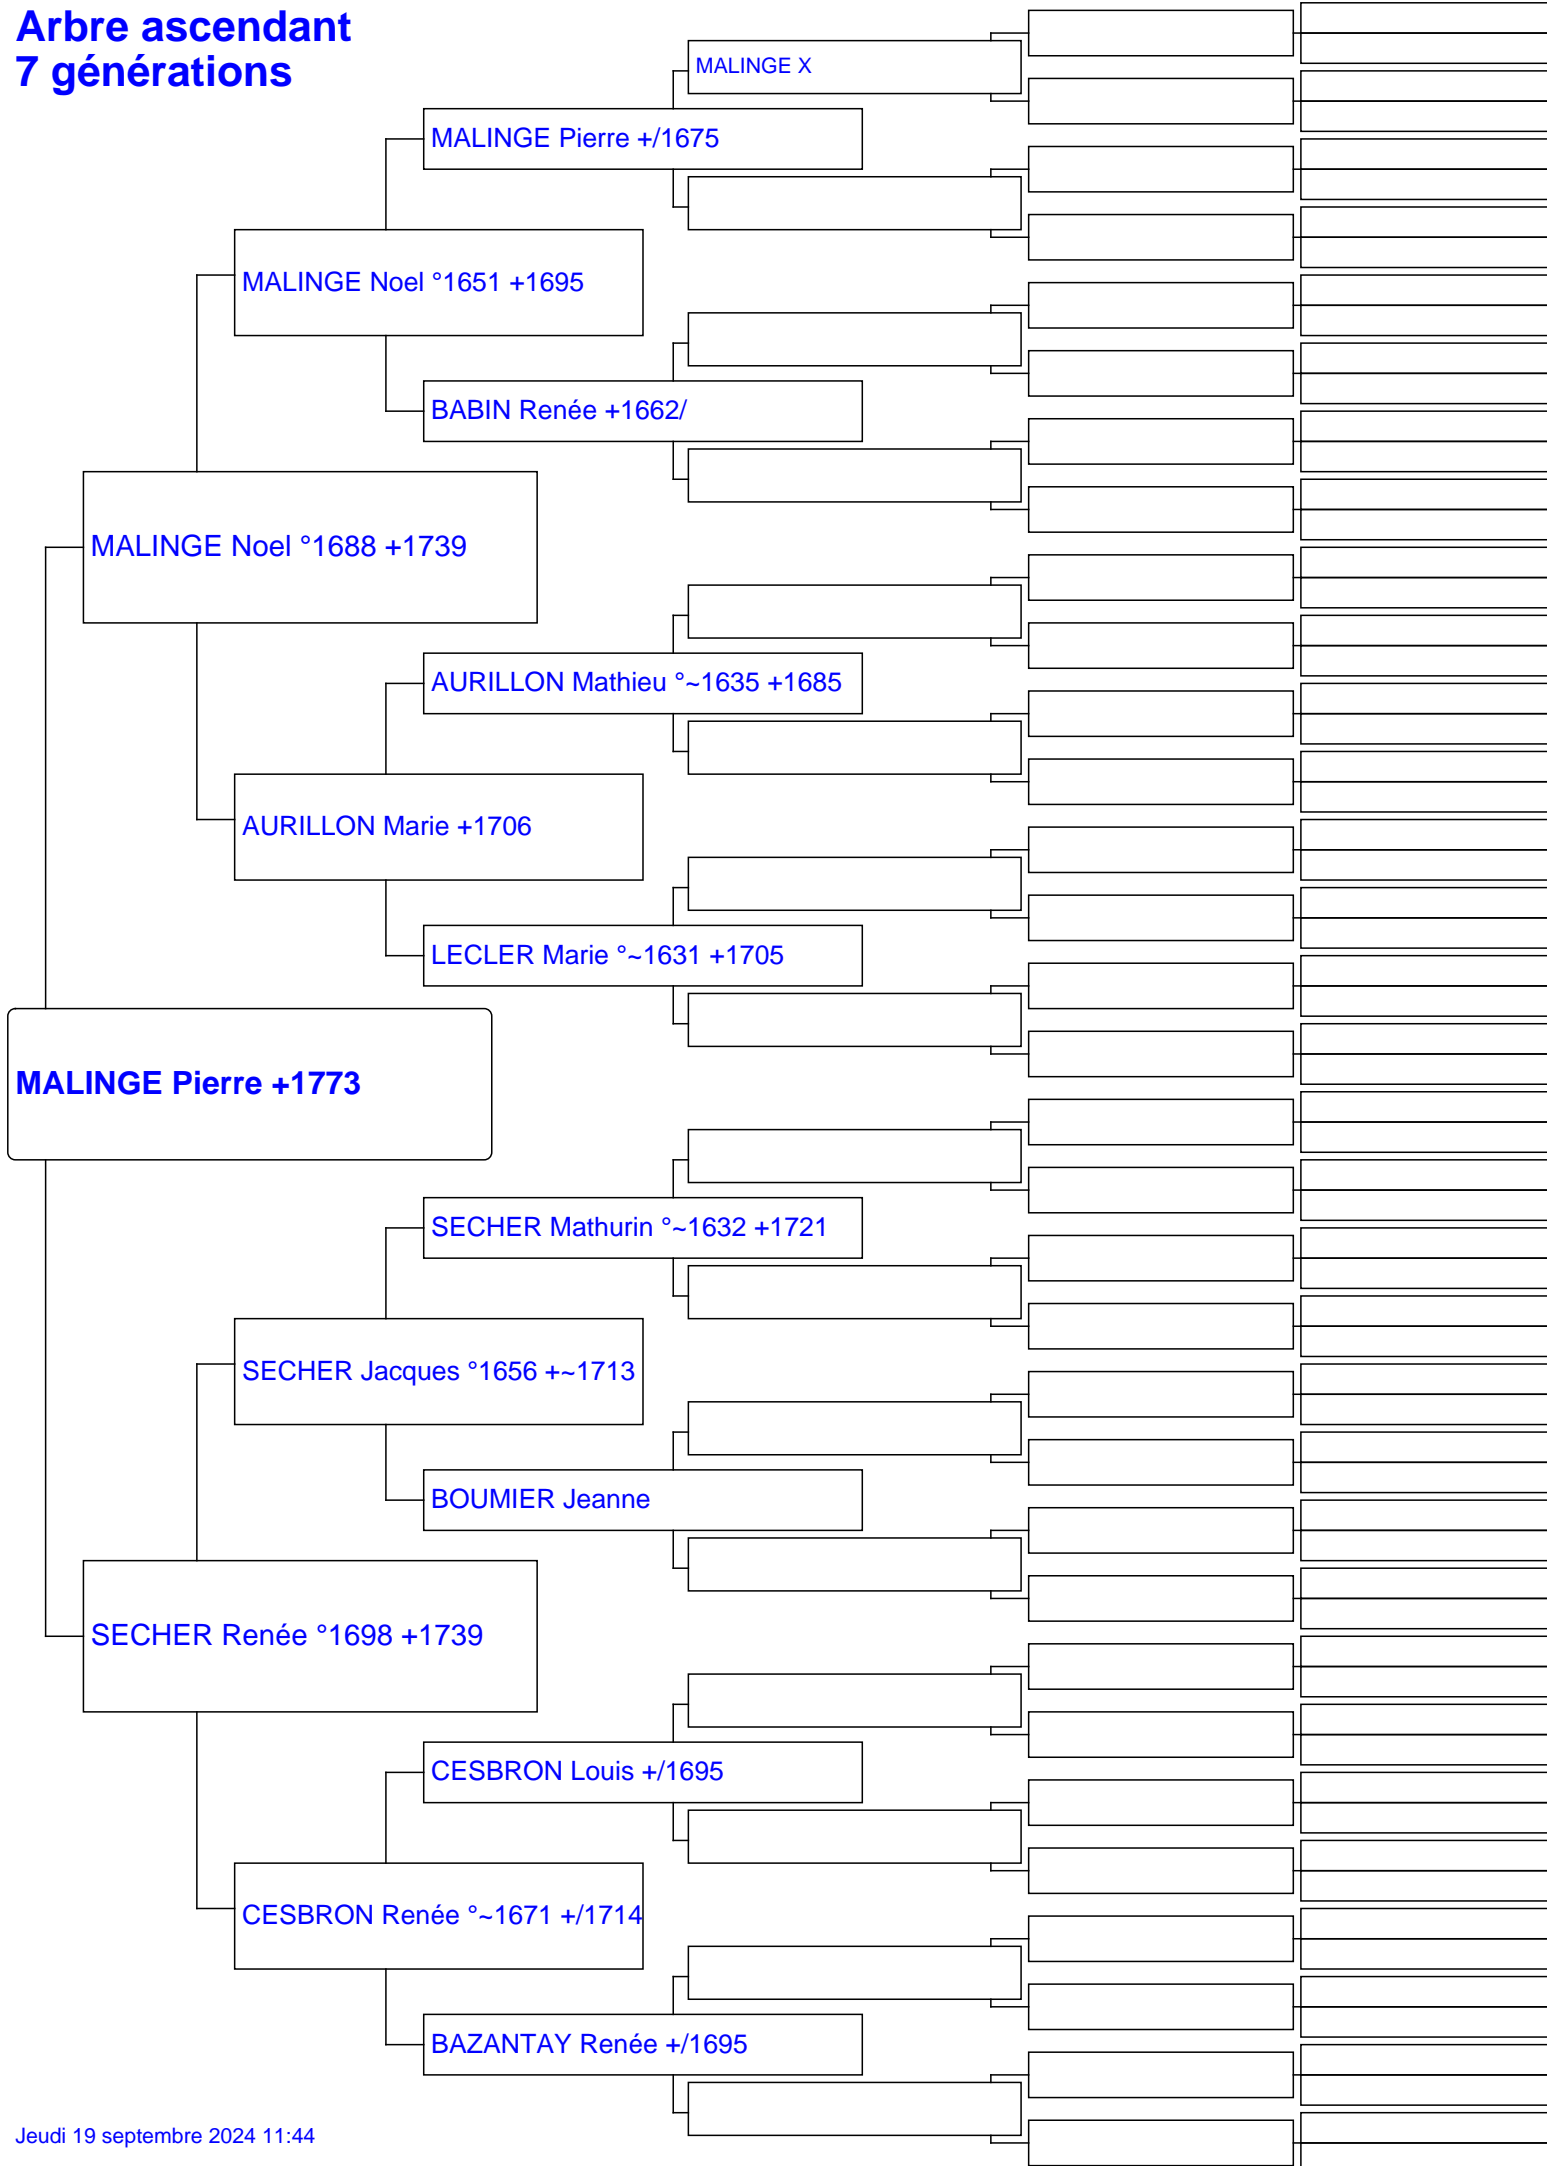 Arbre ascendant
7 générations
MALINGE X
MALINGE Pierre +/1675
MALINGE Noel °1651 +1695
BABIN Renée +1662/
MALINGE Noel °1688 +1739
AURILLON Mathieu °~1635 +1685
AURILLON Marie +1706
LECLER Marie °~1631 +1705
MALINGE Pierre +1773
SECHER Mathurin °~1632 +1721
SECHER Jacques °1656 +~1713
BOUMIER Jeanne
SECHER Renée °1698 +1739
CESBRON Louis +/1695
CESBRON Renée °~1671 +/1714
BAZANTAY Renée +/1695
Jeudi 19 septembre 2024 11:44